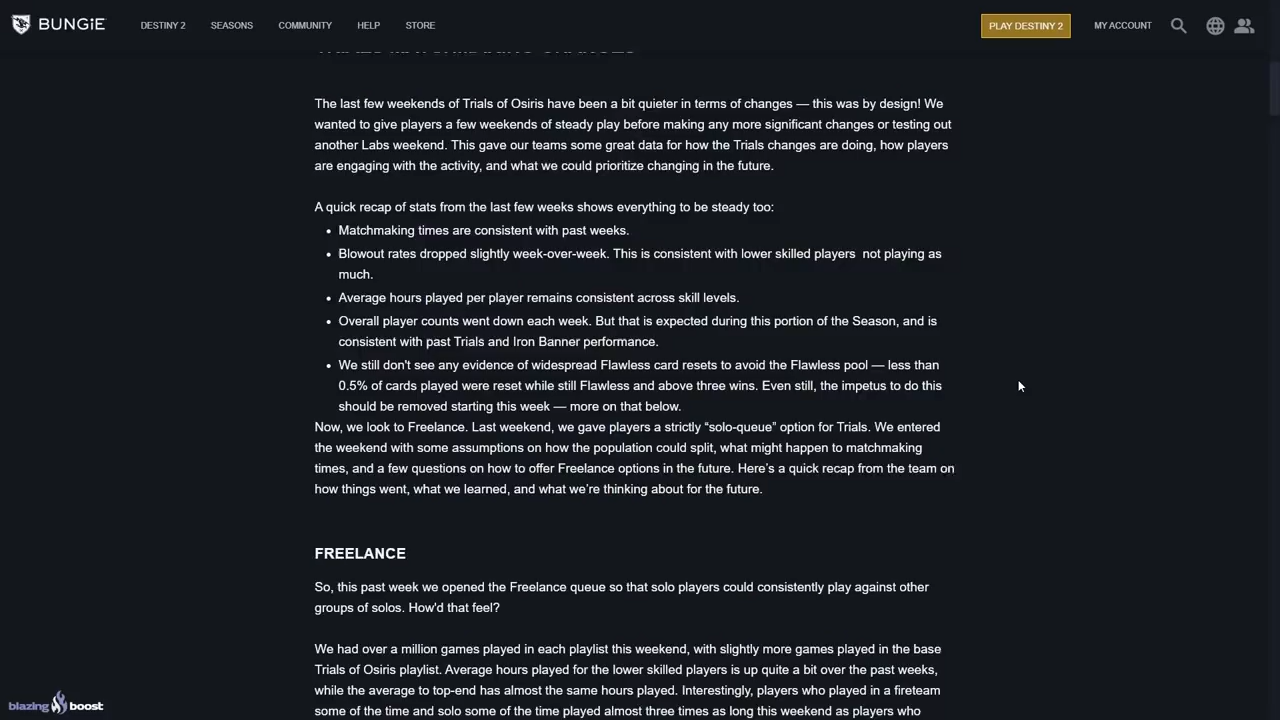 BUNGiE DESTINY 2 SEASONS COMMUNITY HELP STORE PLAY DESTINY 2 MY ACCOUNT
The last few weekends of Trials of Osiris have been a bit quieter in terms of changes — this was by design! We
wanted to give players a few weekends of steady play before making any more significant changes or testing out
another Labs weekend. This gave our teams some great data for how the Trials changes are doing, how players
are engaging with the activity, and what we could prioritize changing in the future.
A quick recap of stats from the last few weeks shows everything to be steady too:
• Matchmaking times are consistent with past weeks.
• Blowout rates dropped slightly week-over-week. This is consistent with lower skilled players not playing as
much.
• Average hours played per player remains consistent across skill levels.
• Overall player counts went down each week. But that is expected during this portion of the Season, and is
consistent with past Trials and Iron Banner performance.
• We still don't see any evidence of widespread Flawless card resets to avoid the Flawless pool — less than
0.5% of cards played were reset while still Flawless and above three wins. Even still, the impetus to do this
should be removed starting this week — more on that below.
Now, we look to Freelance. Last weekend, we gave players a strictly “solo-queue” option for Trials. We entered
the weekend with some assumptions on how the population could split, what might happen to matchmaking
times, and a few questions on how to offer Freelance options in the future. Here’s a quick recap from the team on
how things went, what we learned, and what we’re thinking about for the future.
FREELANCE
So, this past week we opened the Freelance queue so that solo players could consistently play against other
groups of solos. How'd that feel?
We had over a million games played in each playlist this weekend, with slightly more games played in the base
Trials of Osiris playlist. Average hours played for the lower skilled players is up quite a bit over the past weeks,
while the average to top-end has almost the same hours played. Interestingly, players who played in a fireteam
some of the time and solo some of the time played almost three times as long this weekend as players who
blazing boost